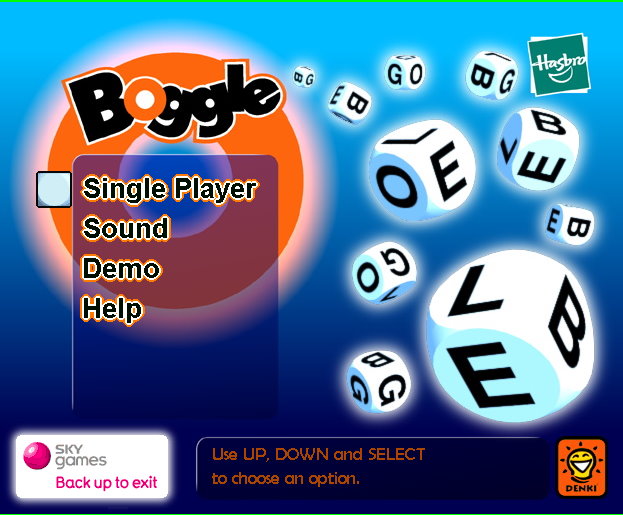 Boggle
Hasbro
B G
E B
G O
B G
L O E
B V E
E B
G O V
L E B
B G G
Single Player
Sound
Demo
Help
SKY
games
Back up to exit
Use UP, DOWN and SELECT
to choose an option.
DENKI